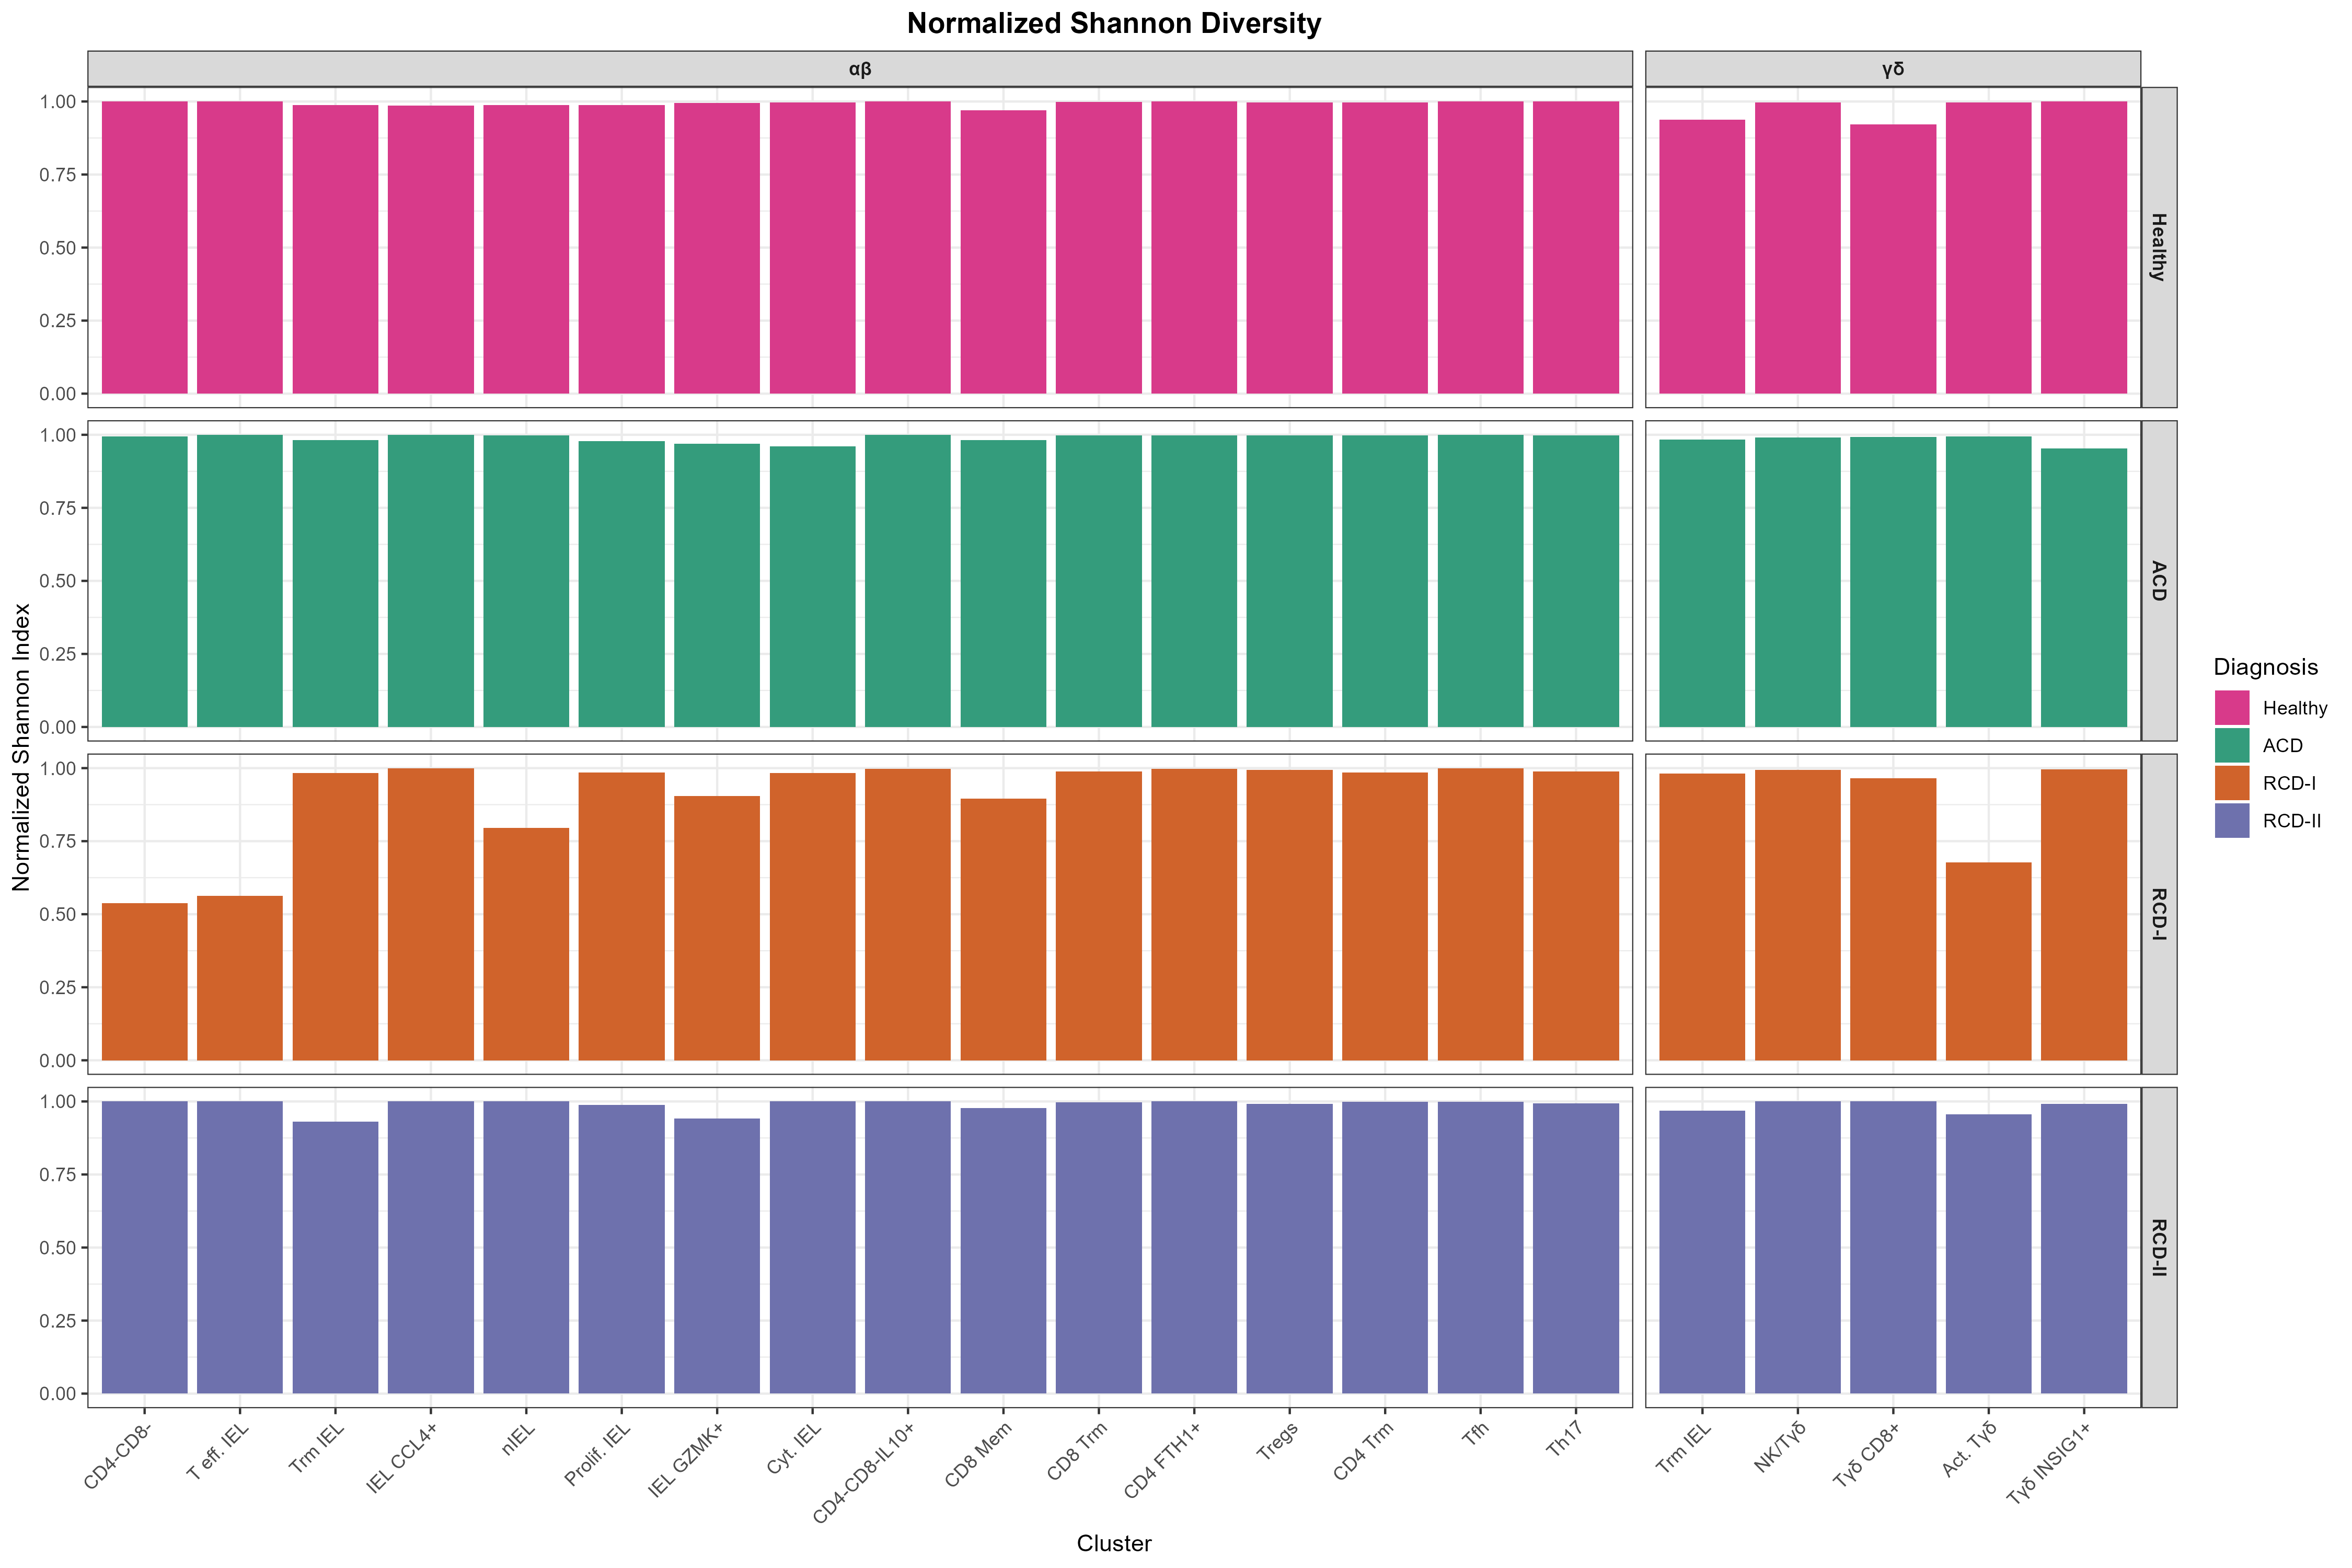 Normalized Shannon Diversity
αβ
γδ
Normalized Shannon Index
1.00
0.75
0.50
0.25
0.00
Healthy
1.00
0.75
0.50
0.25
0.00
ACD
1.00
0.75
0.50
0.25
0.00
RCD-I
1.00
0.75
0.50
0.25
0.00
RCD-II
CD4-CD8-
T eff. IEL
Trm IEL
IEL CCL4+
nIEL
Prolif. IEL
IEL GZMK+
Cyt. IEL
CD4-CD8-IL10+
CD8 Mem
CD8 Trm
CD4 FTH1+
Tregs
CD4 Trm
Tfh
Th17
Trm IEL
NK/Tγδ
Tγδ CD8+
Act. Tγδ
Tγδ INSIG1+
Cluster
Diagnosis
Healthy
ACD
RCD-I
RCD-II